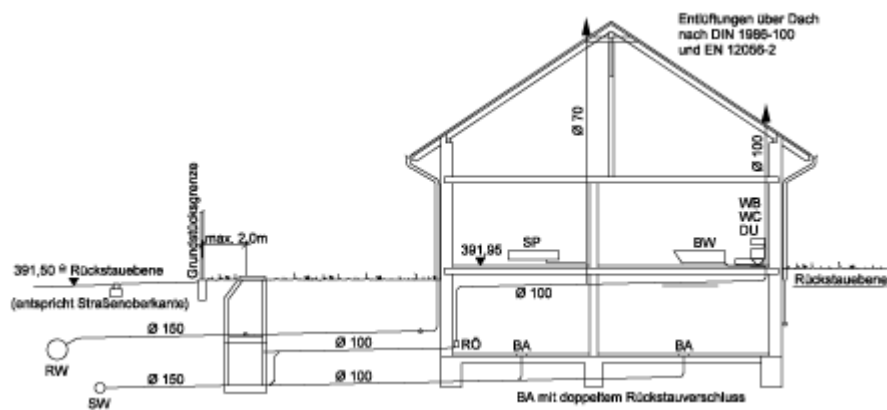 Entlüftungen über Dach
nach DIN 1986-100
und EN 12056-2
Ø 70
Ø 100
Grundstücksgrenze
max. 2,0m
WB
WC
DU
SP
BW
391,95
391,50 ≙ Rückstauebene
(entspricht Straßenoberkante)
Ø 100
Rückstauebene
Ø 150
Ø 100
RÖ
BA
BA
RW
Ø 150
Ø 100
SW
BA mit doppeltem Rückstauverschluss